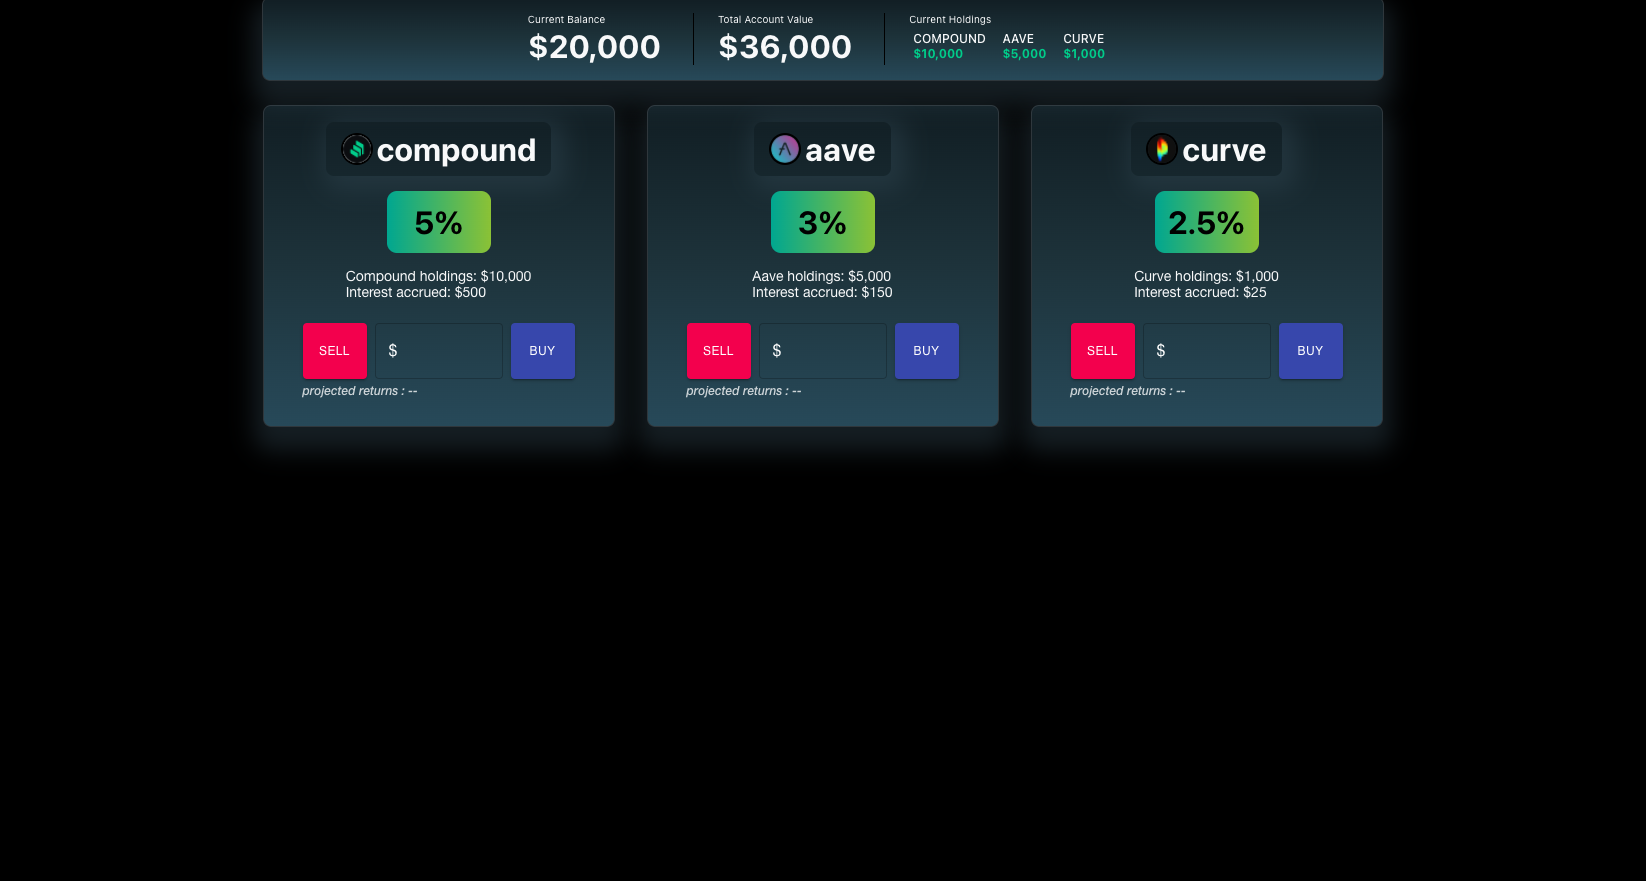 Current Balance
$20,000
Total Account Value
$36,000
Current Holdings
COMPOUND AAVE CURVE
$10,000 $5,000 $1,000
compound
5%
Compound holdings: $10,000
Interest accrued: $500
SELL $ BUY
projected returns : --
aave
3%
Aave holdings: $5,000
Interest accrued: $150
SELL $ BUY
projected returns : --
curve
2.5%
Curve holdings: $1,000
Interest accrued: $25
SELL $ BUY
projected returns : --